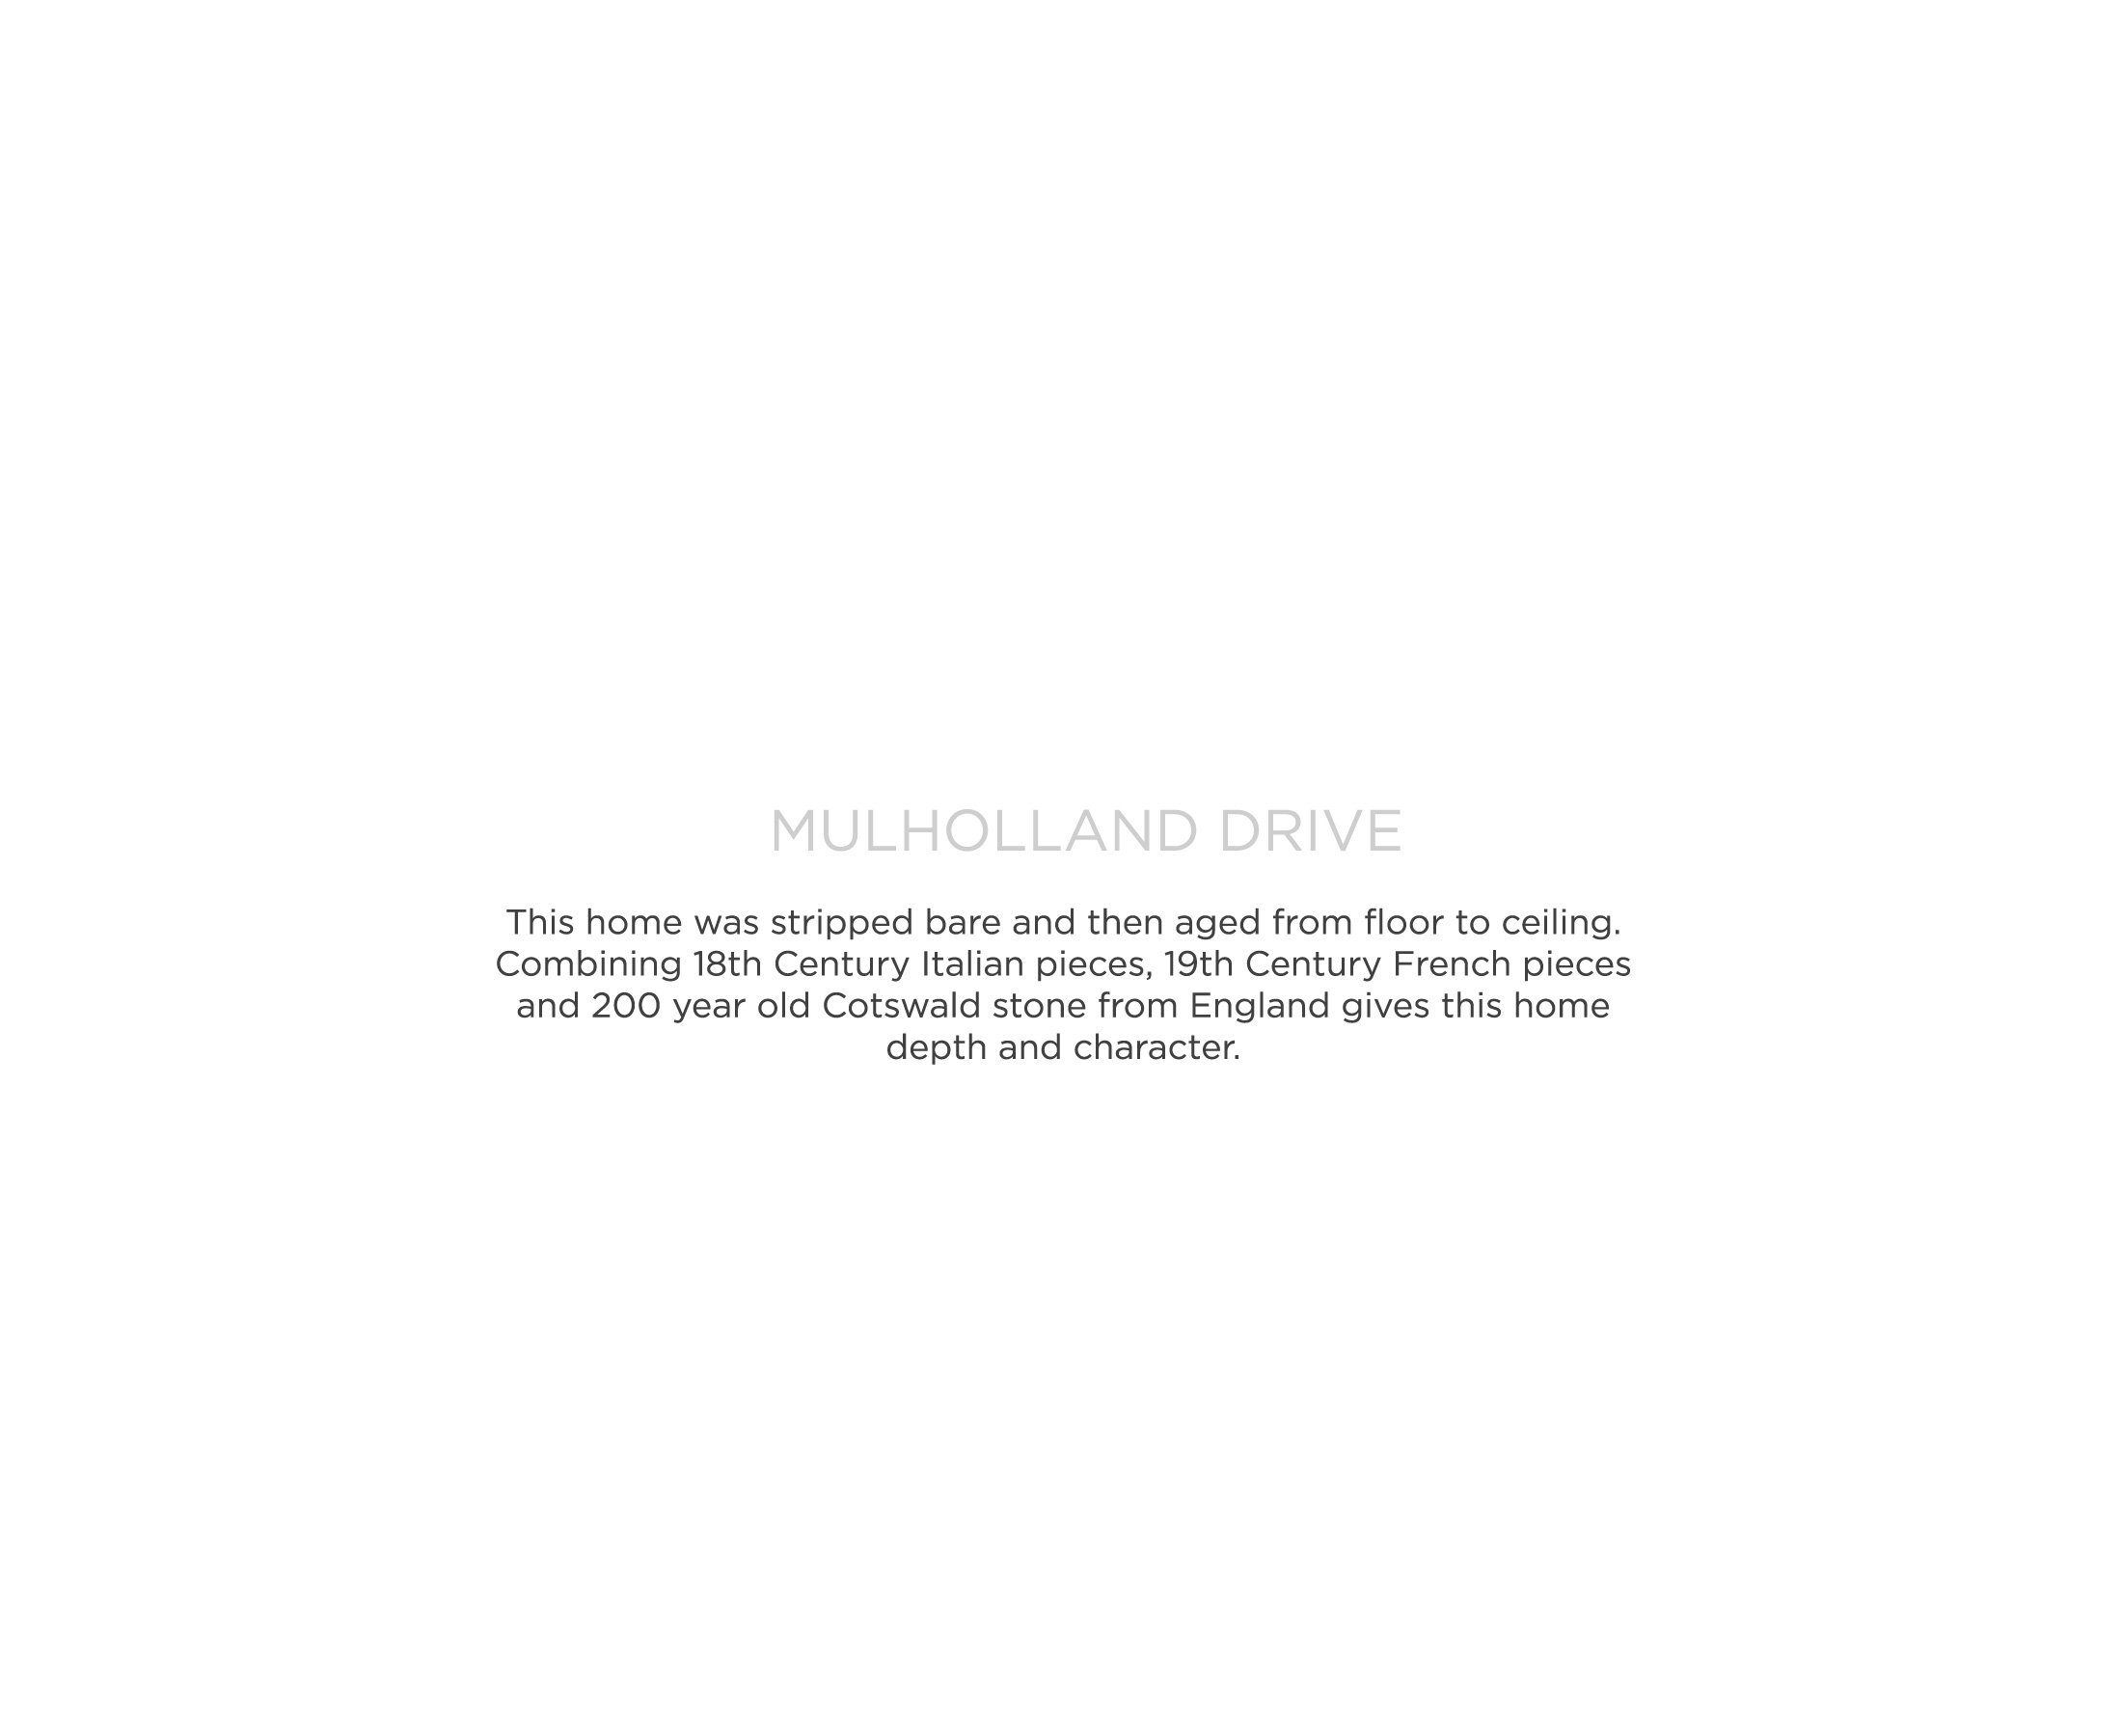 MULHOLLAND DRIVE
This home was stripped bare and then aged from floor to ceiling.
Combining 18th Century Italian pieces, 19th Century French pieces
and 200 year old Cotswald stone from England gives this home
depth and character.